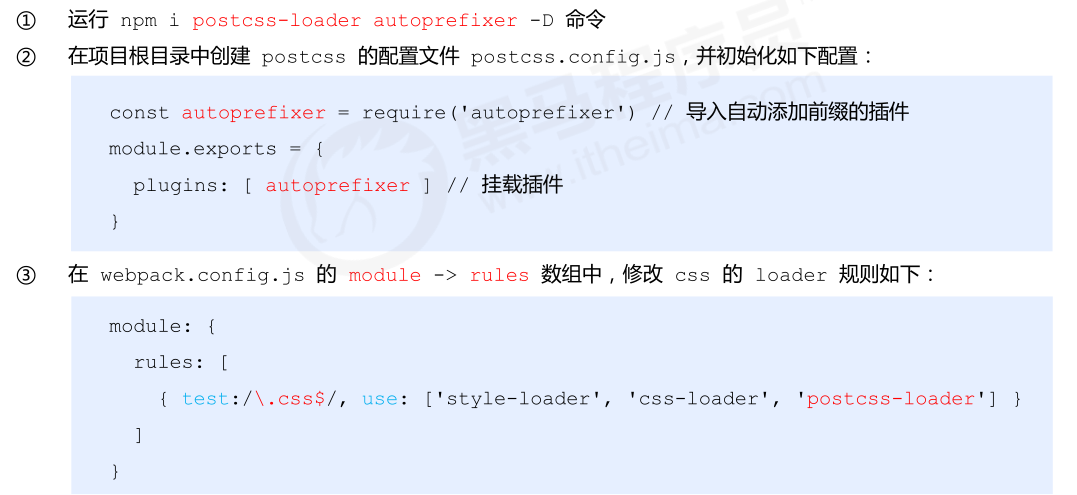 ① 运行 npm i postcss-loader autoprefixer -D 命令
② 在项目根目录中创建 postcss 的配置文件 postcss.config.js，并初始化如下配置：
const autoprefixer = require('autoprefixer') // 导入自动添加前缀的插件
module.exports = {
plugins: [ autoprefixer ] // 挂载插件
}
③ 在 webpack.config.js 的 module -> rules 数组中，修改 css 的 loader 规则如下：
module: {
rules: [
{ test:/\.css$/, use: ['style-loader', 'css-loader', 'postcss-loader'] }
]
}
黑马程序员
www.itheima.com